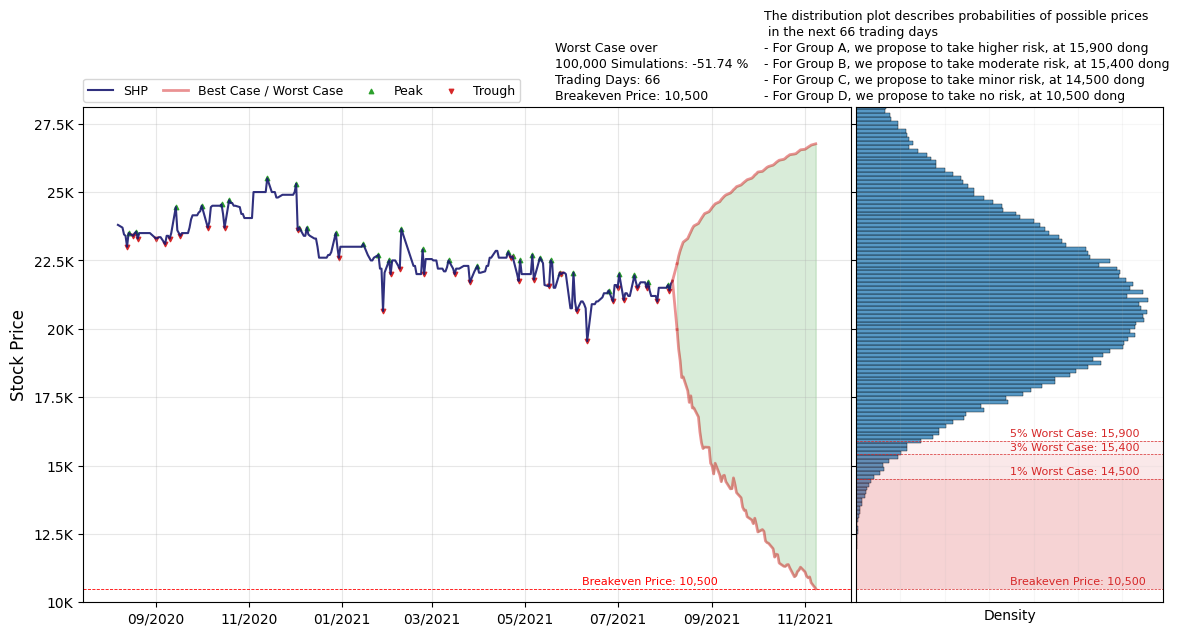 The distribution plot describes probabilities of possible prices
in the next 66 trading days
- For Group A, we propose to take higher risk, at 15,900 dong
- For Group B, we propose to take moderate risk, at 15,400 dong
- For Group C, we propose to take minor risk, at 14,500 dong
- For Group D, we propose to take no risk, at 10,500 dong
Worst Case over
100,000 Simulations: -51.74 %
Trading Days: 66
Breakeven Price: 10,500
SHP
Best Case / Worst Case
Peak
Trough
Stock Price
27.5K
25K
22.5K
20K
17.5K
15K
12.5K
10K
Breakeven Price: 10,500
09/2020
11/2020
01/2021
03/2021
05/2021
07/2021
09/2021
11/2021
5% Worst Case: 15,900
3% Worst Case: 15,400
1% Worst Case: 14,500
Breakeven Price: 10,500
Density